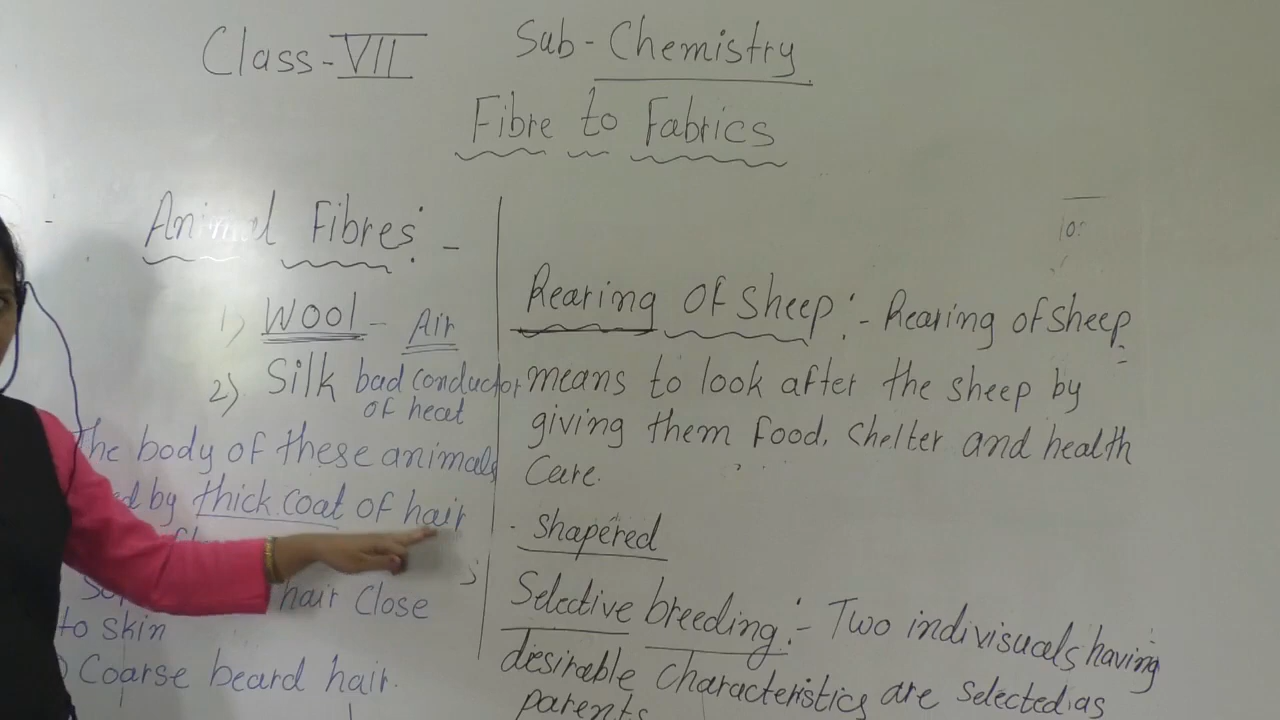 Class-VII Sub-Chemistry
Fibre to Fabrics
Animal Fibres:-
1) Wool - Air
2) Silk bad conductor
of heat
The body of these animals
by thick coat of hair
hair close
to skin
Coarse beard hair.
Rearing of sheep:- Rearing of sheep
means to look after the sheep by
giving them food, shelter and health
care.
· shapered
Selective breeding:- Two indivisuals having
desirable characteristics are selected as
parents